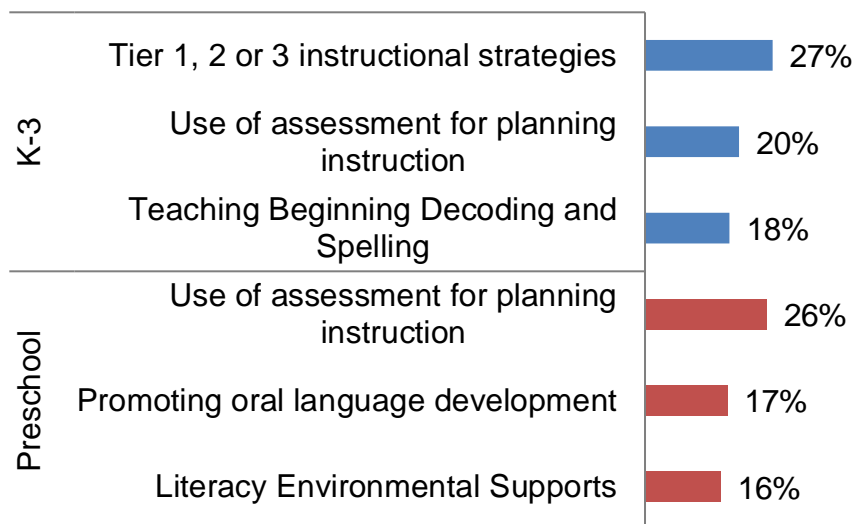 K-3
Tier 1, 2 or 3 instructional strategies
27%
Use of assessment for planning
instruction
20%
Teaching Beginning Decoding and
Spelling
18%
Preschool
Use of assessment for planning
instruction
26%
Promoting oral language development
17%
Literacy Environmental Supports
16%